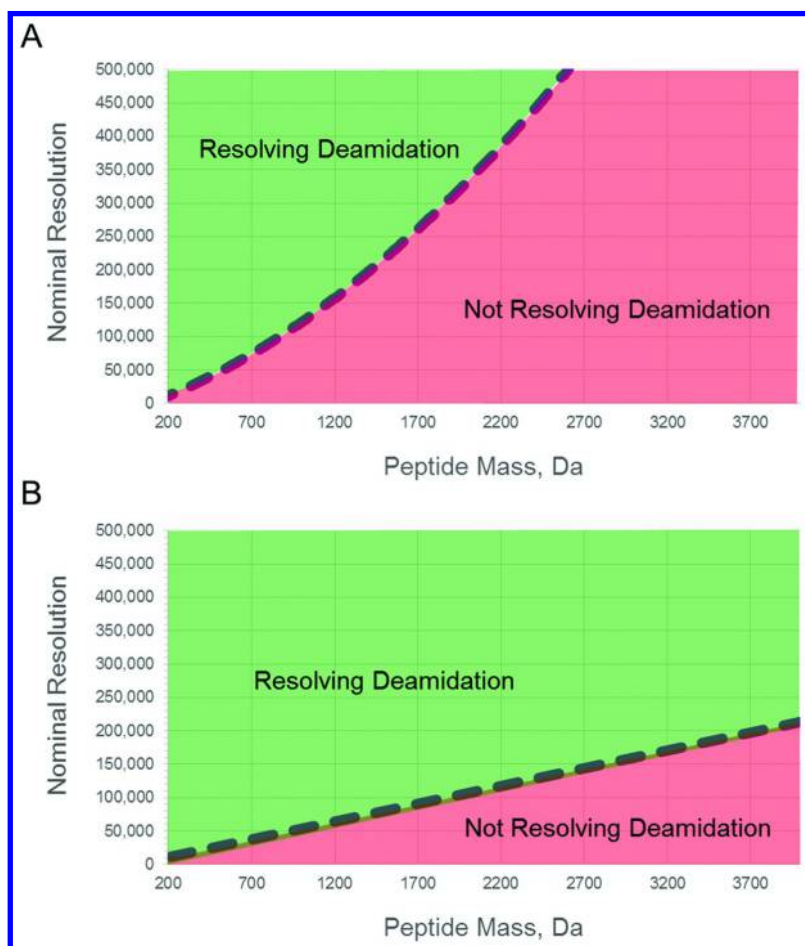 A
Nominal Resolution
500,000
450,000
400,000
350,000
300,000
250,000
200,000
150,000
100,000
50,000
0
Resolving Deamidation
Not Resolving Deamidation
200 700 1200 1700 2200 2700 3200 3700
Peptide Mass, Da
B
Nominal Resolution
500,000
450,000
400,000
350,000
300,000
250,000
200,000
150,000
100,000
50,000
0
Resolving Deamidation
Not Resolving Deamidation
200 700 1200 1700 2200 2700 3200 3700
Peptide Mass, Da